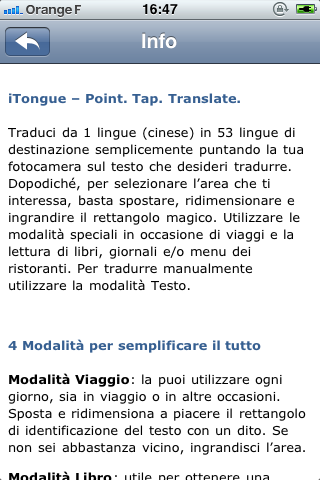 Orange F 16:47
Info
iTongue – Point. Tap. Translate.
Traduci da 1 lingue (cinese) in 53 lingue di
destinazione semplicemente puntando la tua
fotocamera sul testo che desideri tradurre.
Dopodiché, per selezionare l'area che ti
interessa, basta spostare, ridimensionare e
ingrandire il rettangolo magico. Utilizzare le
modalità speciali in occasione di viaggi e la
lettura di libri, giornali e/o menu dei
ristoranti. Per tradurre manualmente
utilizzare la modalità Testo.
4 Modalità per semplificare il tutto
Modalità Viaggio: la puoi utilizzare ogni
giorno, sia in viaggio o in altre occasioni.
Sposta e ridimensiona a piacere il rettangolo
di identificazione del testo con un dito. Se
non sei abbastanza vicino, ingrandisci l'area.
Modalità Libro: utile per ottenere una